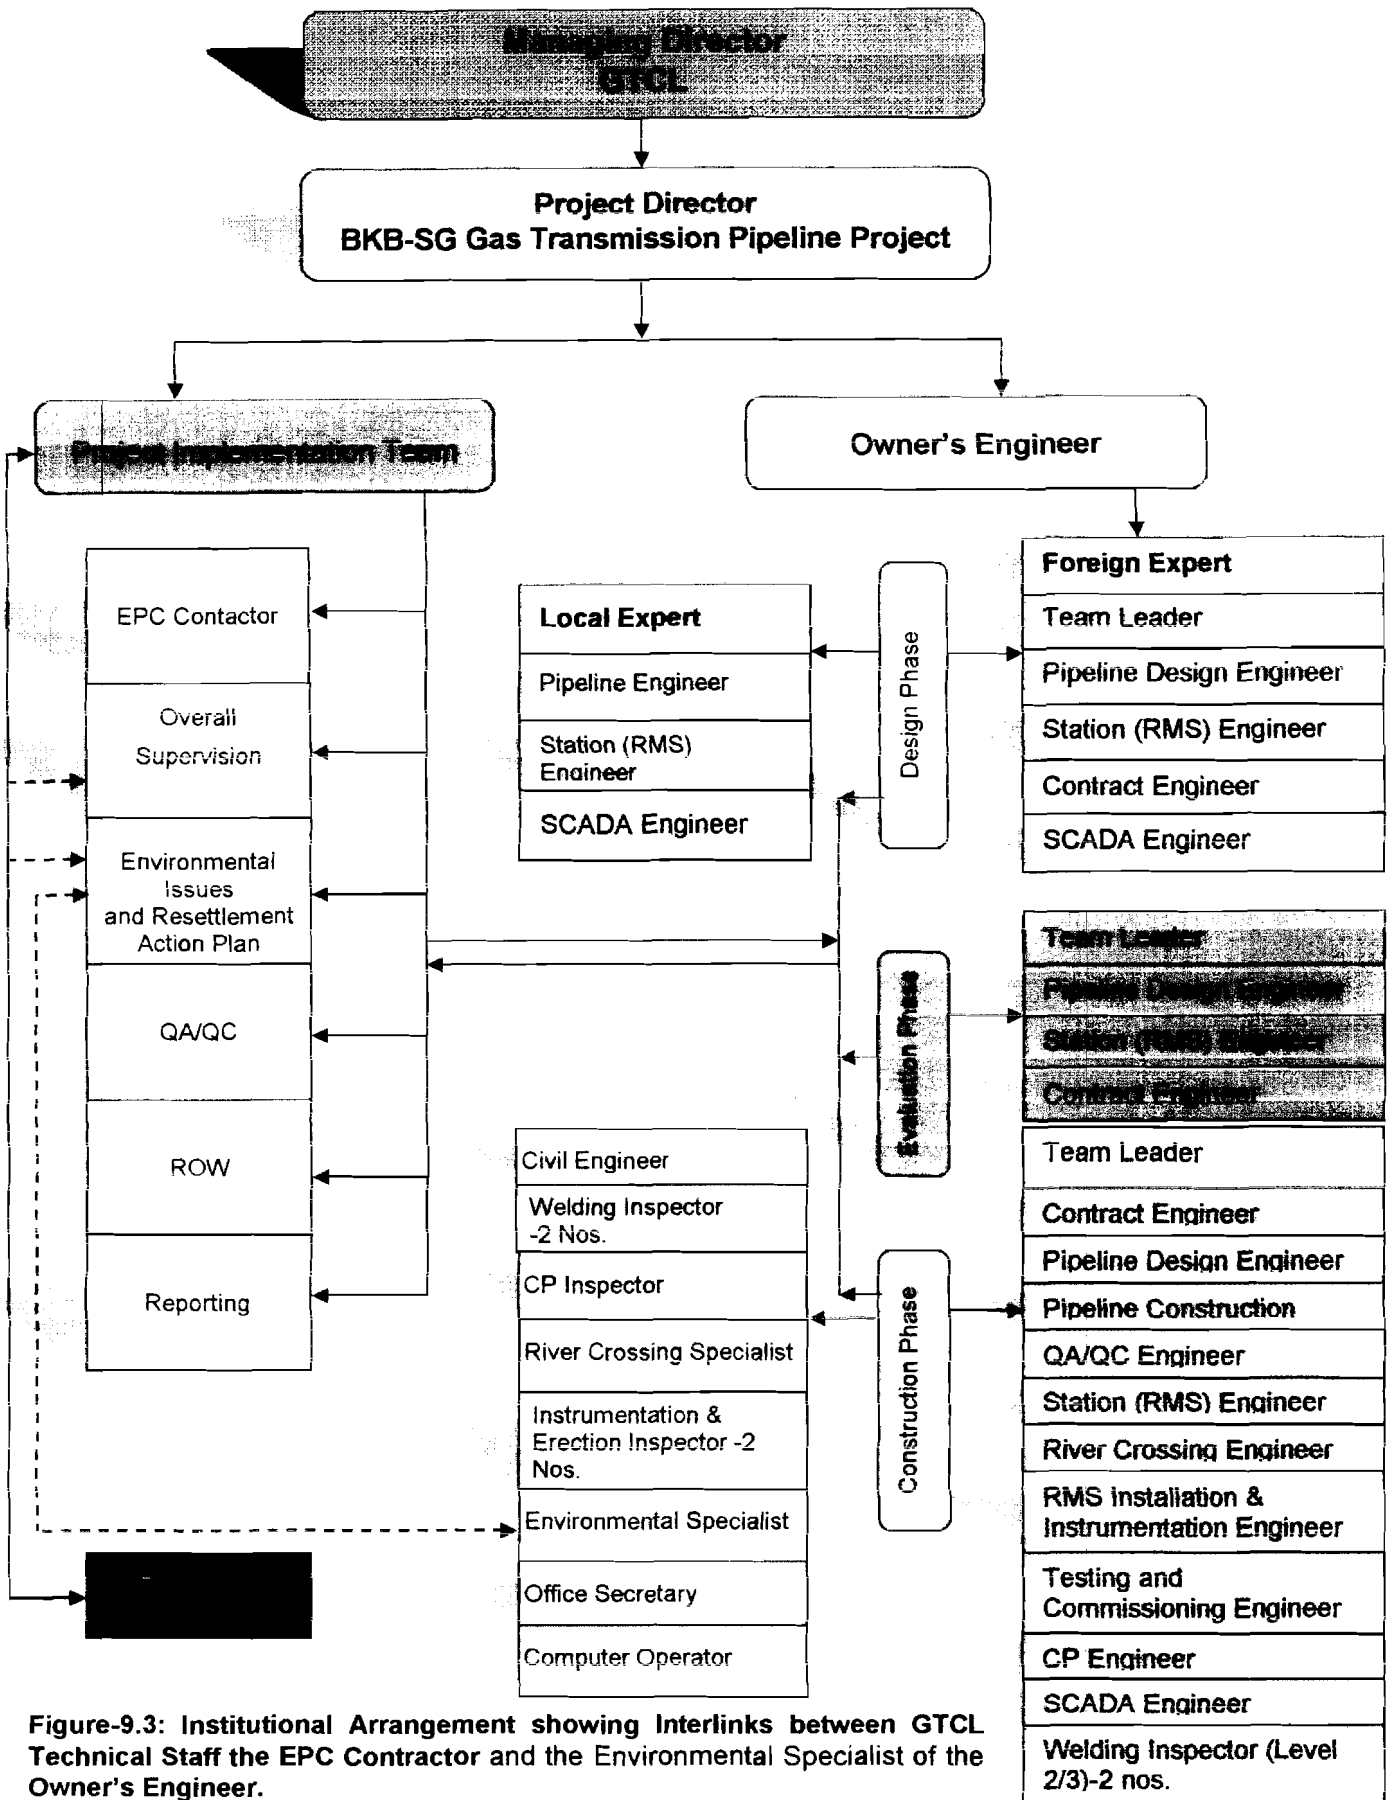 Managing Director
GTCL
Project Director
BKB-SG Gas Transmission Pipeline Project
Project Implementation Team
Owner's Engineer
EPC Contactor
Overall
Supervision
Environmental
Issues
and Resettlement
Action Plan
QA/QC
ROW
Reporting
Local Expert
Pipeline Engineer
Station (RMS)
Engineer
SCADA Engineer
Design Phase
Foreign Expert
Team Leader
Pipeline Design Engineer
Station (RMS) Engineer
Contract Engineer
SCADA Engineer
Evaluation Phase
Team Leader
Pipeline Design Engineer
Station (RMS) Engineer
Contract Engineer
Civil Engineer
Welding Inspector
-2 Nos.
CP Inspector
River Crossing Specialist
Instrumentation &
Erection Inspector -2
Nos.
Environmental Specialist
Office Secretary
Computer Operator
Construction Phase
Team Leader
Contract Engineer
Pipeline Design Engineer
Pipeline Construction
QA/QC Engineer
Station (RMS) Engineer
River Crossing Engineer
RMS Installation &
Instrumentation Engineer
Testing and
Commissioning Engineer
CP Engineer
SCADA Engineer
Welding Inspector (Level
2/3)-2 nos.
Figure-9.3: Institutional Arrangement showing Interlinks between GTCL
Technical Staff the EPC Contractor and the Environmental Specialist of the
Owner's Engineer.